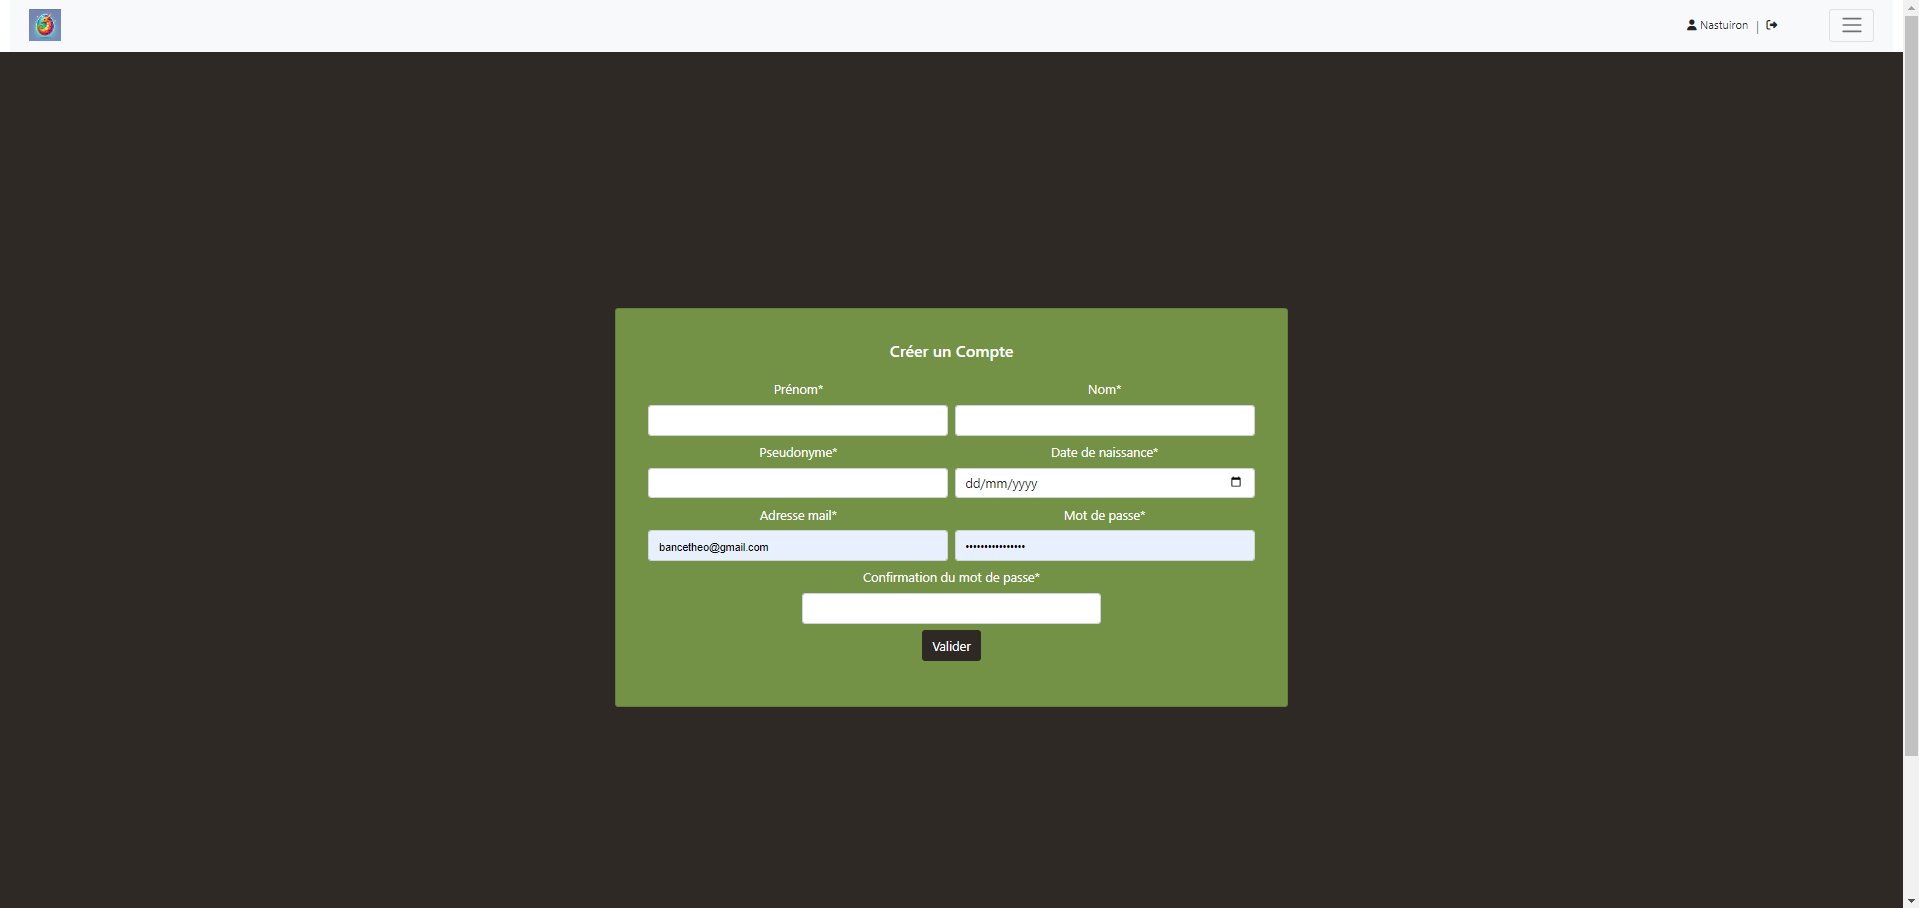 Nastuiron |
Créer un Compte
Prénom* Nom*
Pseudonyme* Date de naissance*
dd/mm/yyyy
Adresse mail* Mot de passe*
bancetheo@gmail.com ••••••••••••••••
Confirmation du mot de passe*
Valider